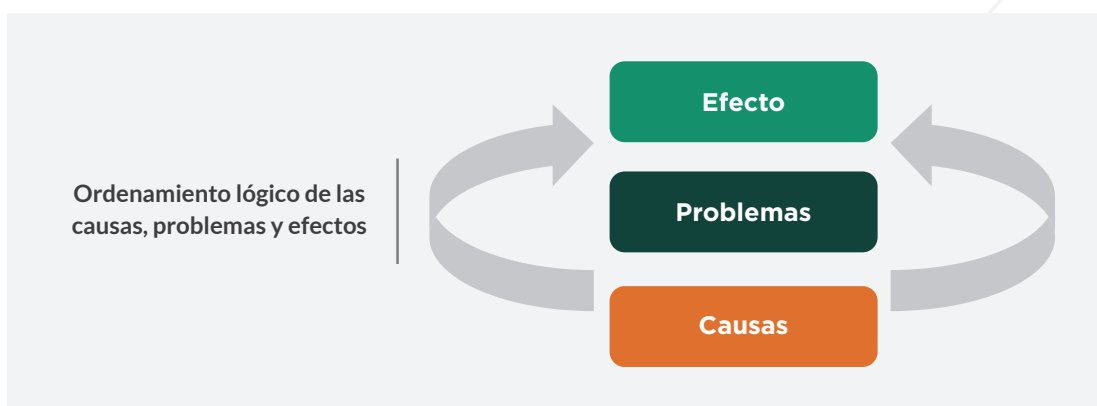 Efecto
Ordenamiento lógico de las
causas, problemas y efectos
Problemas
Causas